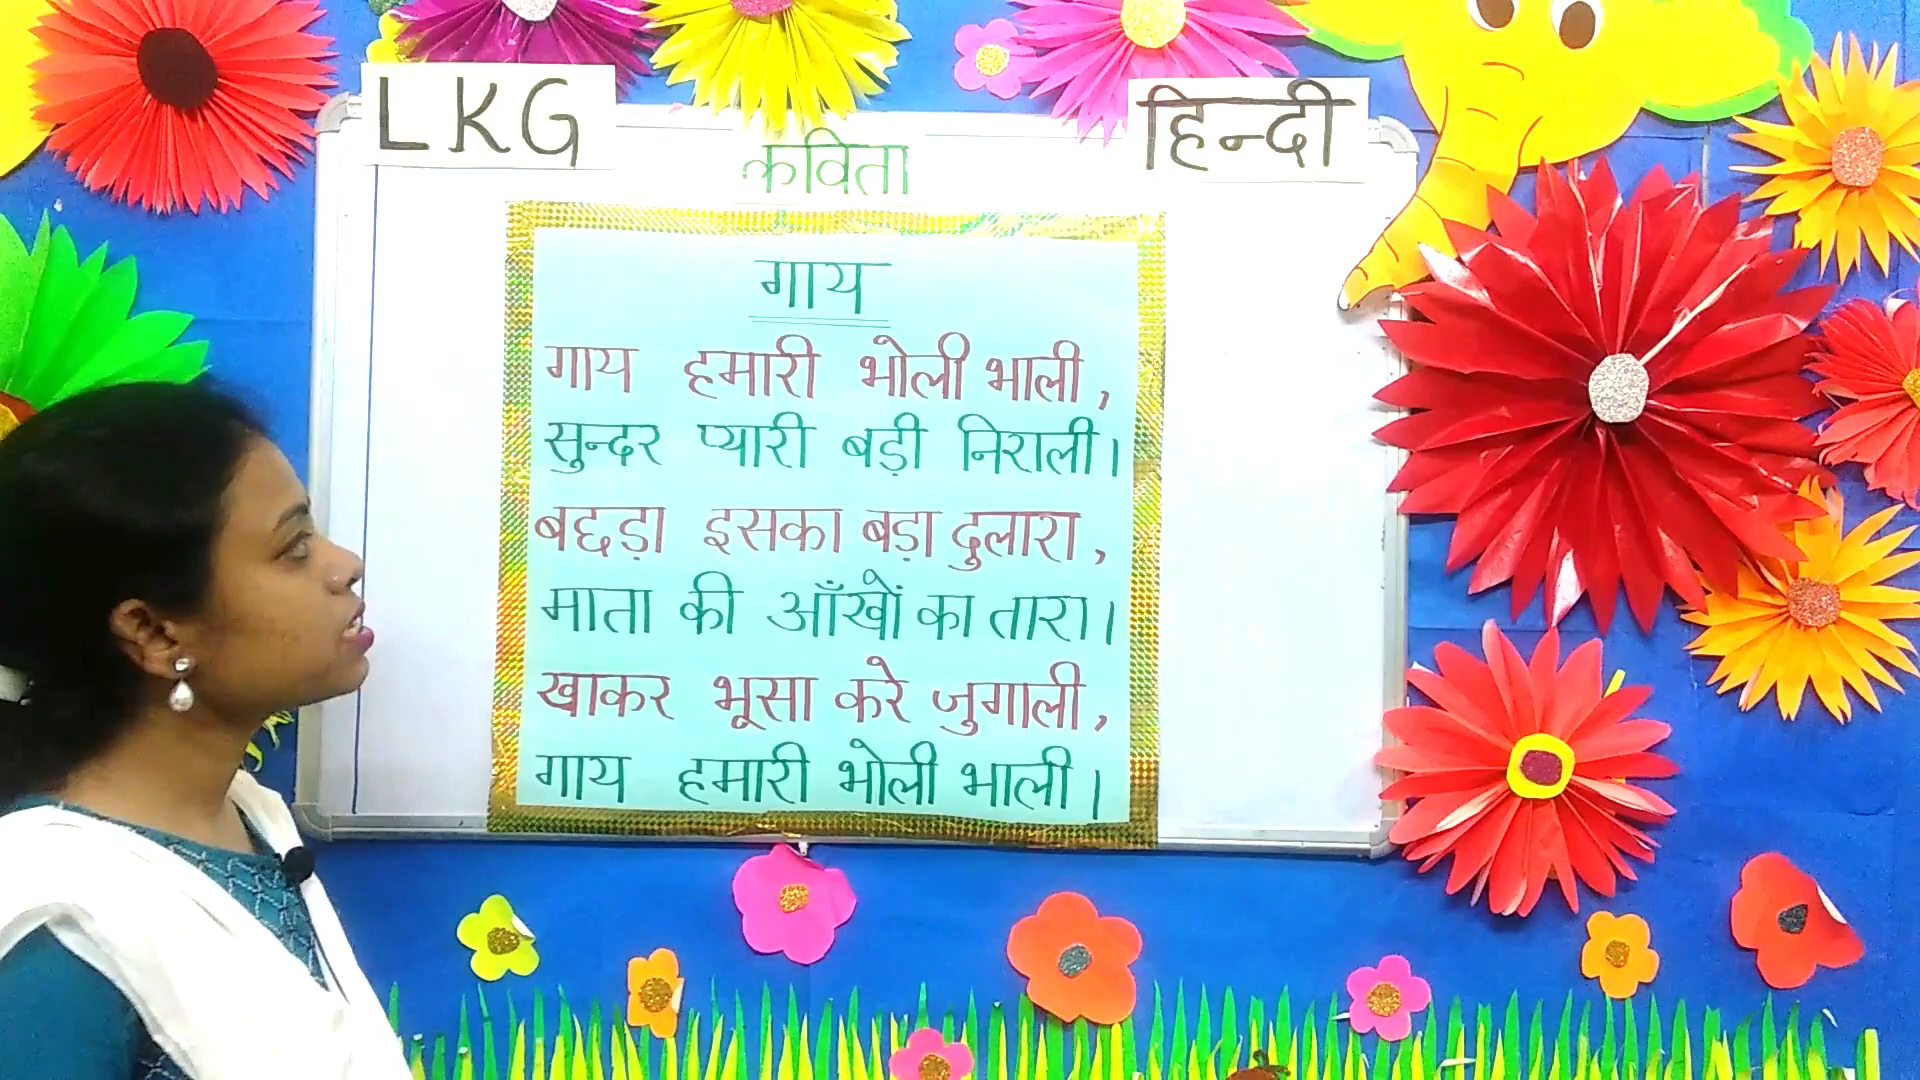 LKG
हिन्दी
कविता
गाय
गाय हमारी भोली भाली,
सुन्दर प्यारी बड़ी निराली।
बछड़ा इसका बड़ा दुलारा,
माता की आँखों का तारा।
खाकर भूसा करे जुगाली,
गाय हमारी भोली भाली।